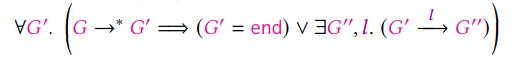 ∀G′. (G →* G′ ⟹ (G′ = end) ∨ ∃G′′, l. (G′ —l→ G′′))